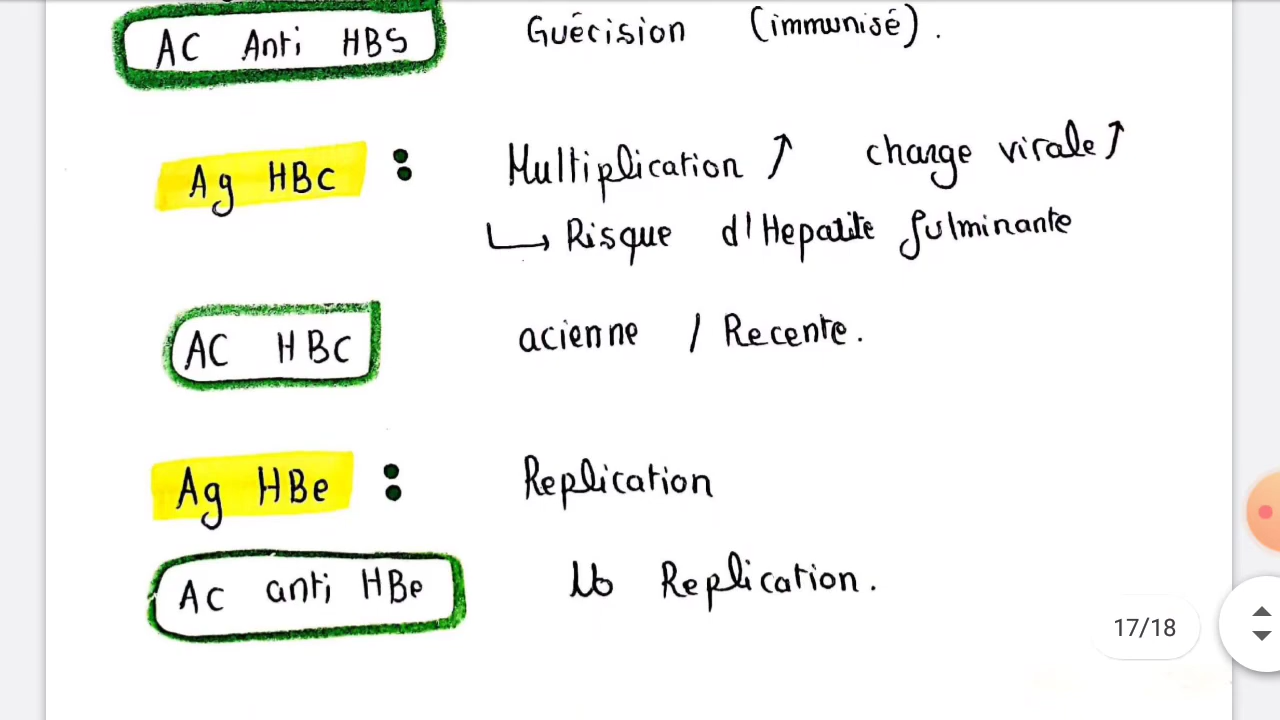 AC Anti HBS Guérision (immunisé).
Ag HBc : Multiplication ↑ charge virale ↑
↳ Risque d'Hepatite fulminante
AC HBc acienne / Recente.
Ag HBe : Replication
Ac anti HBe No Replication.
17/18